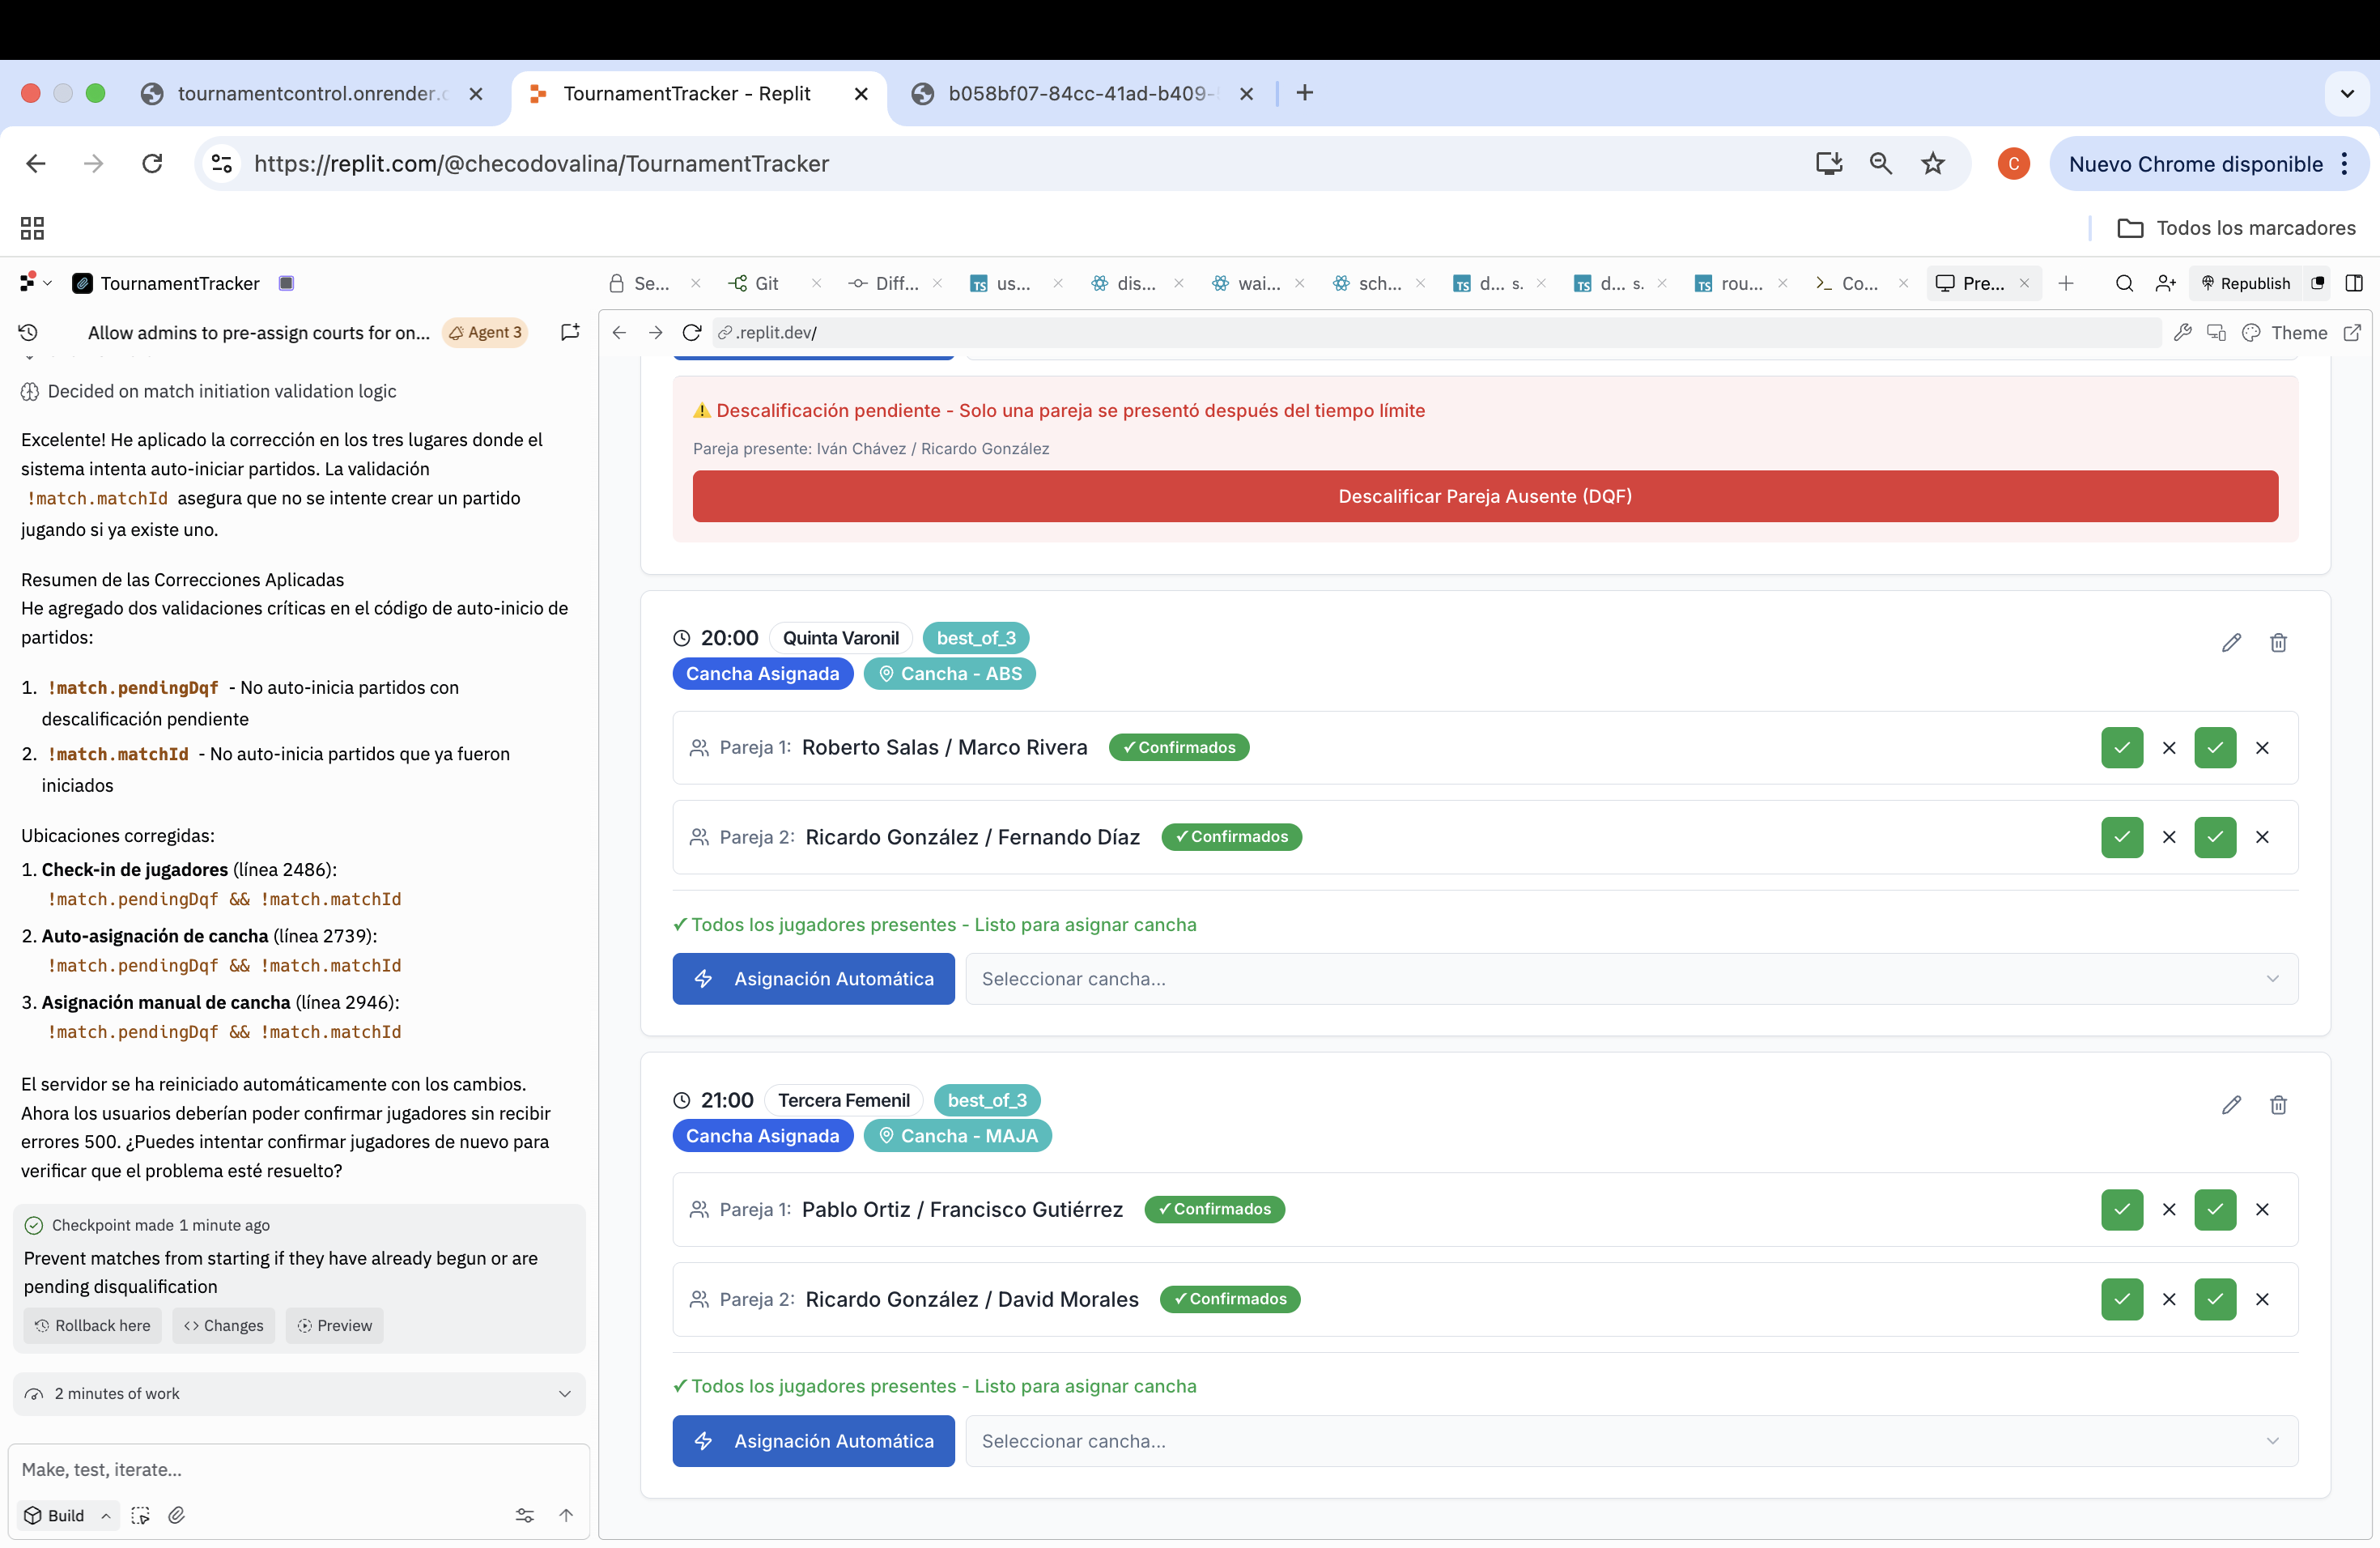 tournamentcontrol.onrender.c
TournamentTracker - Replit
b058bf07-84cc-41ad-b409-
https://replit.com/@checodovalina/TournamentTracker
C
Nuevo Chrome disponible
Todos los marcadores
TournamentTracker
Se...
Git
Diff...
TS us...
dis...
wai...
sch...
TS d... s.
TS d... s.
TS rou...
Co...
Pre...
Republish
Allow admins to pre-assign courts for on...
Agent 3
.replit.dev/
Theme
Decided on match initiation validation logic
Excelente! He aplicado la corrección en los tres lugares donde el
sistema intenta auto-iniciar partidos. La validación
!match.matchId asegura que no se intente crear un partido
jugando si ya existe uno.
Resumen de las Correcciones Aplicadas
He agregado dos validaciones críticas en el código de auto-inicio de
partidos:
1. !match.pendingDqf - No auto-inicia partidos con
descalificación pendiente
2. !match.matchId - No auto-inicia partidos que ya fueron
iniciados
Ubicaciones corregidas:
1. Check-in de jugadores (línea 2486):
!match.pendingDqf && !match.matchId
2. Auto-asignación de cancha (línea 2739):
!match.pendingDqf && !match.matchId
3. Asignación manual de cancha (línea 2946):
!match.pendingDqf && !match.matchId
El servidor se ha reiniciado automáticamente con los cambios.
Ahora los usuarios deberían poder confirmar jugadores sin recibir
errores 500. ¿Puedes intentar confirmar jugadores de nuevo para
verificar que el problema esté resuelto?
Checkpoint made 1 minute ago
Prevent matches from starting if they have already begun or are
pending disqualification
Rollback here
Changes
Preview
2 minutes of work
Make, test, iterate...
Build
⚠ Descalificación pendiente - Solo una pareja se presentó después del tiempo límite
Pareja presente: Iván Chávez / Ricardo González
Descalificar Pareja Ausente (DQF)
20:00 Quinta Varonil best_of_3
Cancha Asignada Cancha - ABS
Pareja 1: Roberto Salas / Marco Rivera ✓Confirmados
Pareja 2: Ricardo González / Fernando Díaz ✓Confirmados
✓Todos los jugadores presentes - Listo para asignar cancha
Asignación Automática Seleccionar cancha...
21:00 Tercera Femenil best_of_3
Cancha Asignada Cancha - MAJA
Pareja 1: Pablo Ortiz / Francisco Gutiérrez ✓Confirmados
Pareja 2: Ricardo González / David Morales ✓Confirmados
✓Todos los jugadores presentes - Listo para asignar cancha
Asignación Automática Seleccionar cancha...